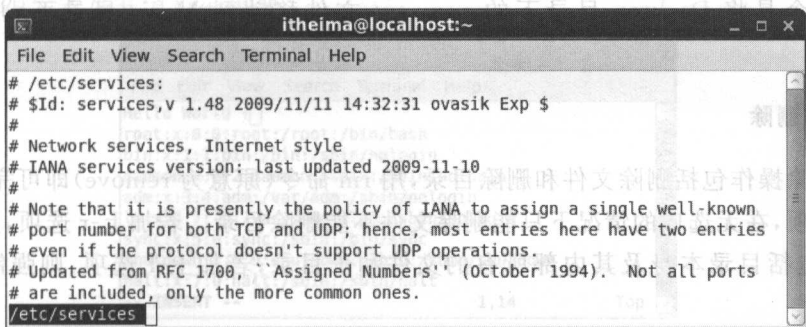 itheima@localhost:~
File Edit View Search Terminal Help
# /etc/services:
# $Id: services,v 1.48 2009/11/11 14:32:31 ovasik Exp $
#
# Network services, Internet style
# IANA services version: last updated 2009-11-10
#
# Note that it is presently the policy of IANA to assign a single well-known
# port number for both TCP and UDP; hence, most entries here have two entries
# even if the protocol doesn't support UDP operations.
# Updated from RFC 1700, ``Assigned Numbers'' (October 1994).  Not all ports
# are included, only the more common ones.
/etc/services